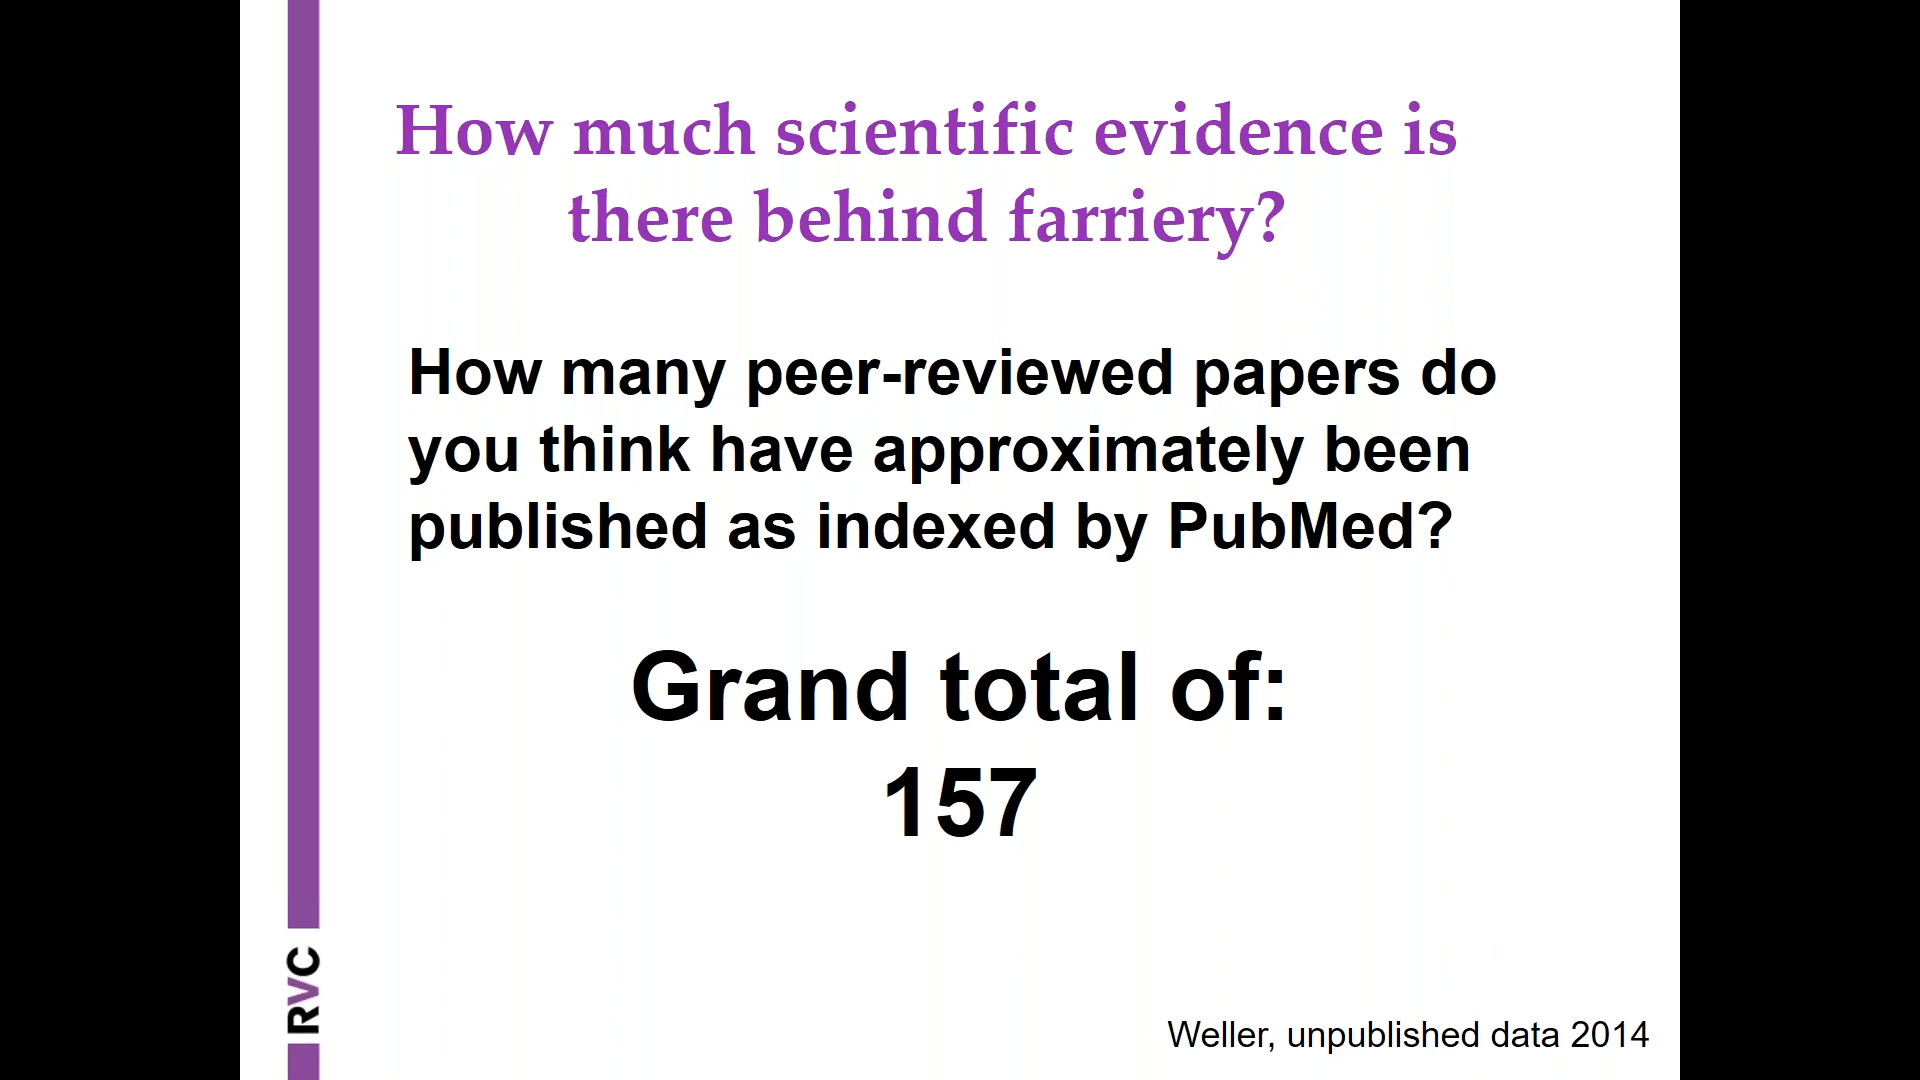 How much scientific evidence is
there behind farriery?
How many peer-reviewed papers do
you think have approximately been
published as indexed by PubMed?
Grand total of:
157
RVC
Weller, unpublished data 2014